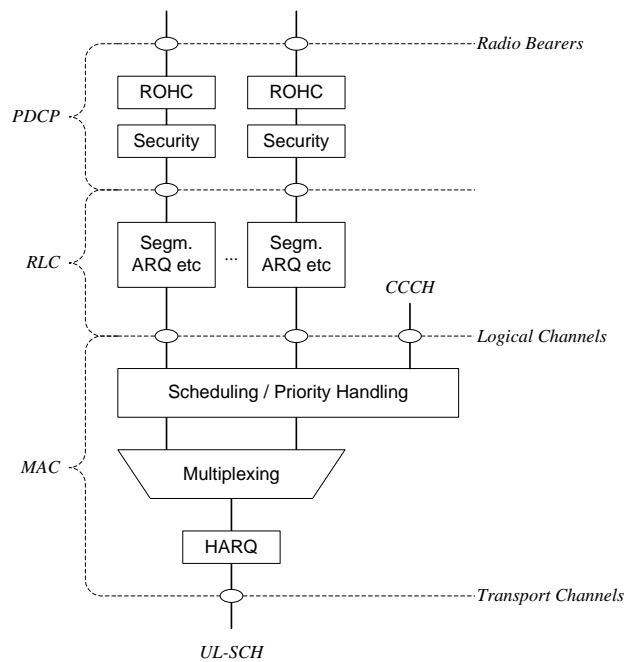 Radio Bearers
ROHC ROHC
PDCP
Security Security
Segm. ARQ etc ... Segm. ARQ etc
RLC
CCCH
Logical Channels
Scheduling / Priority Handling
Multiplexing
MAC
HARQ
Transport Channels
UL-SCH